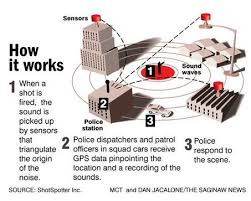 Sensors
How
it works
Sound
waves
1
1 When a
shot is
fired, the
sound is
picked up
by sensors
that
triangulate
the origin
of the
noise.
2
Police
station
3
2 Police dispatchers and patrol
officers in squad cars receive
GPS data pinpointing the
location and a recording of the
sounds.
3 Police
respond to
the scene.
SOURCE: ShotSpotter Inc.
MCT and DAN JACALONE/THE SAGINAW NEWS